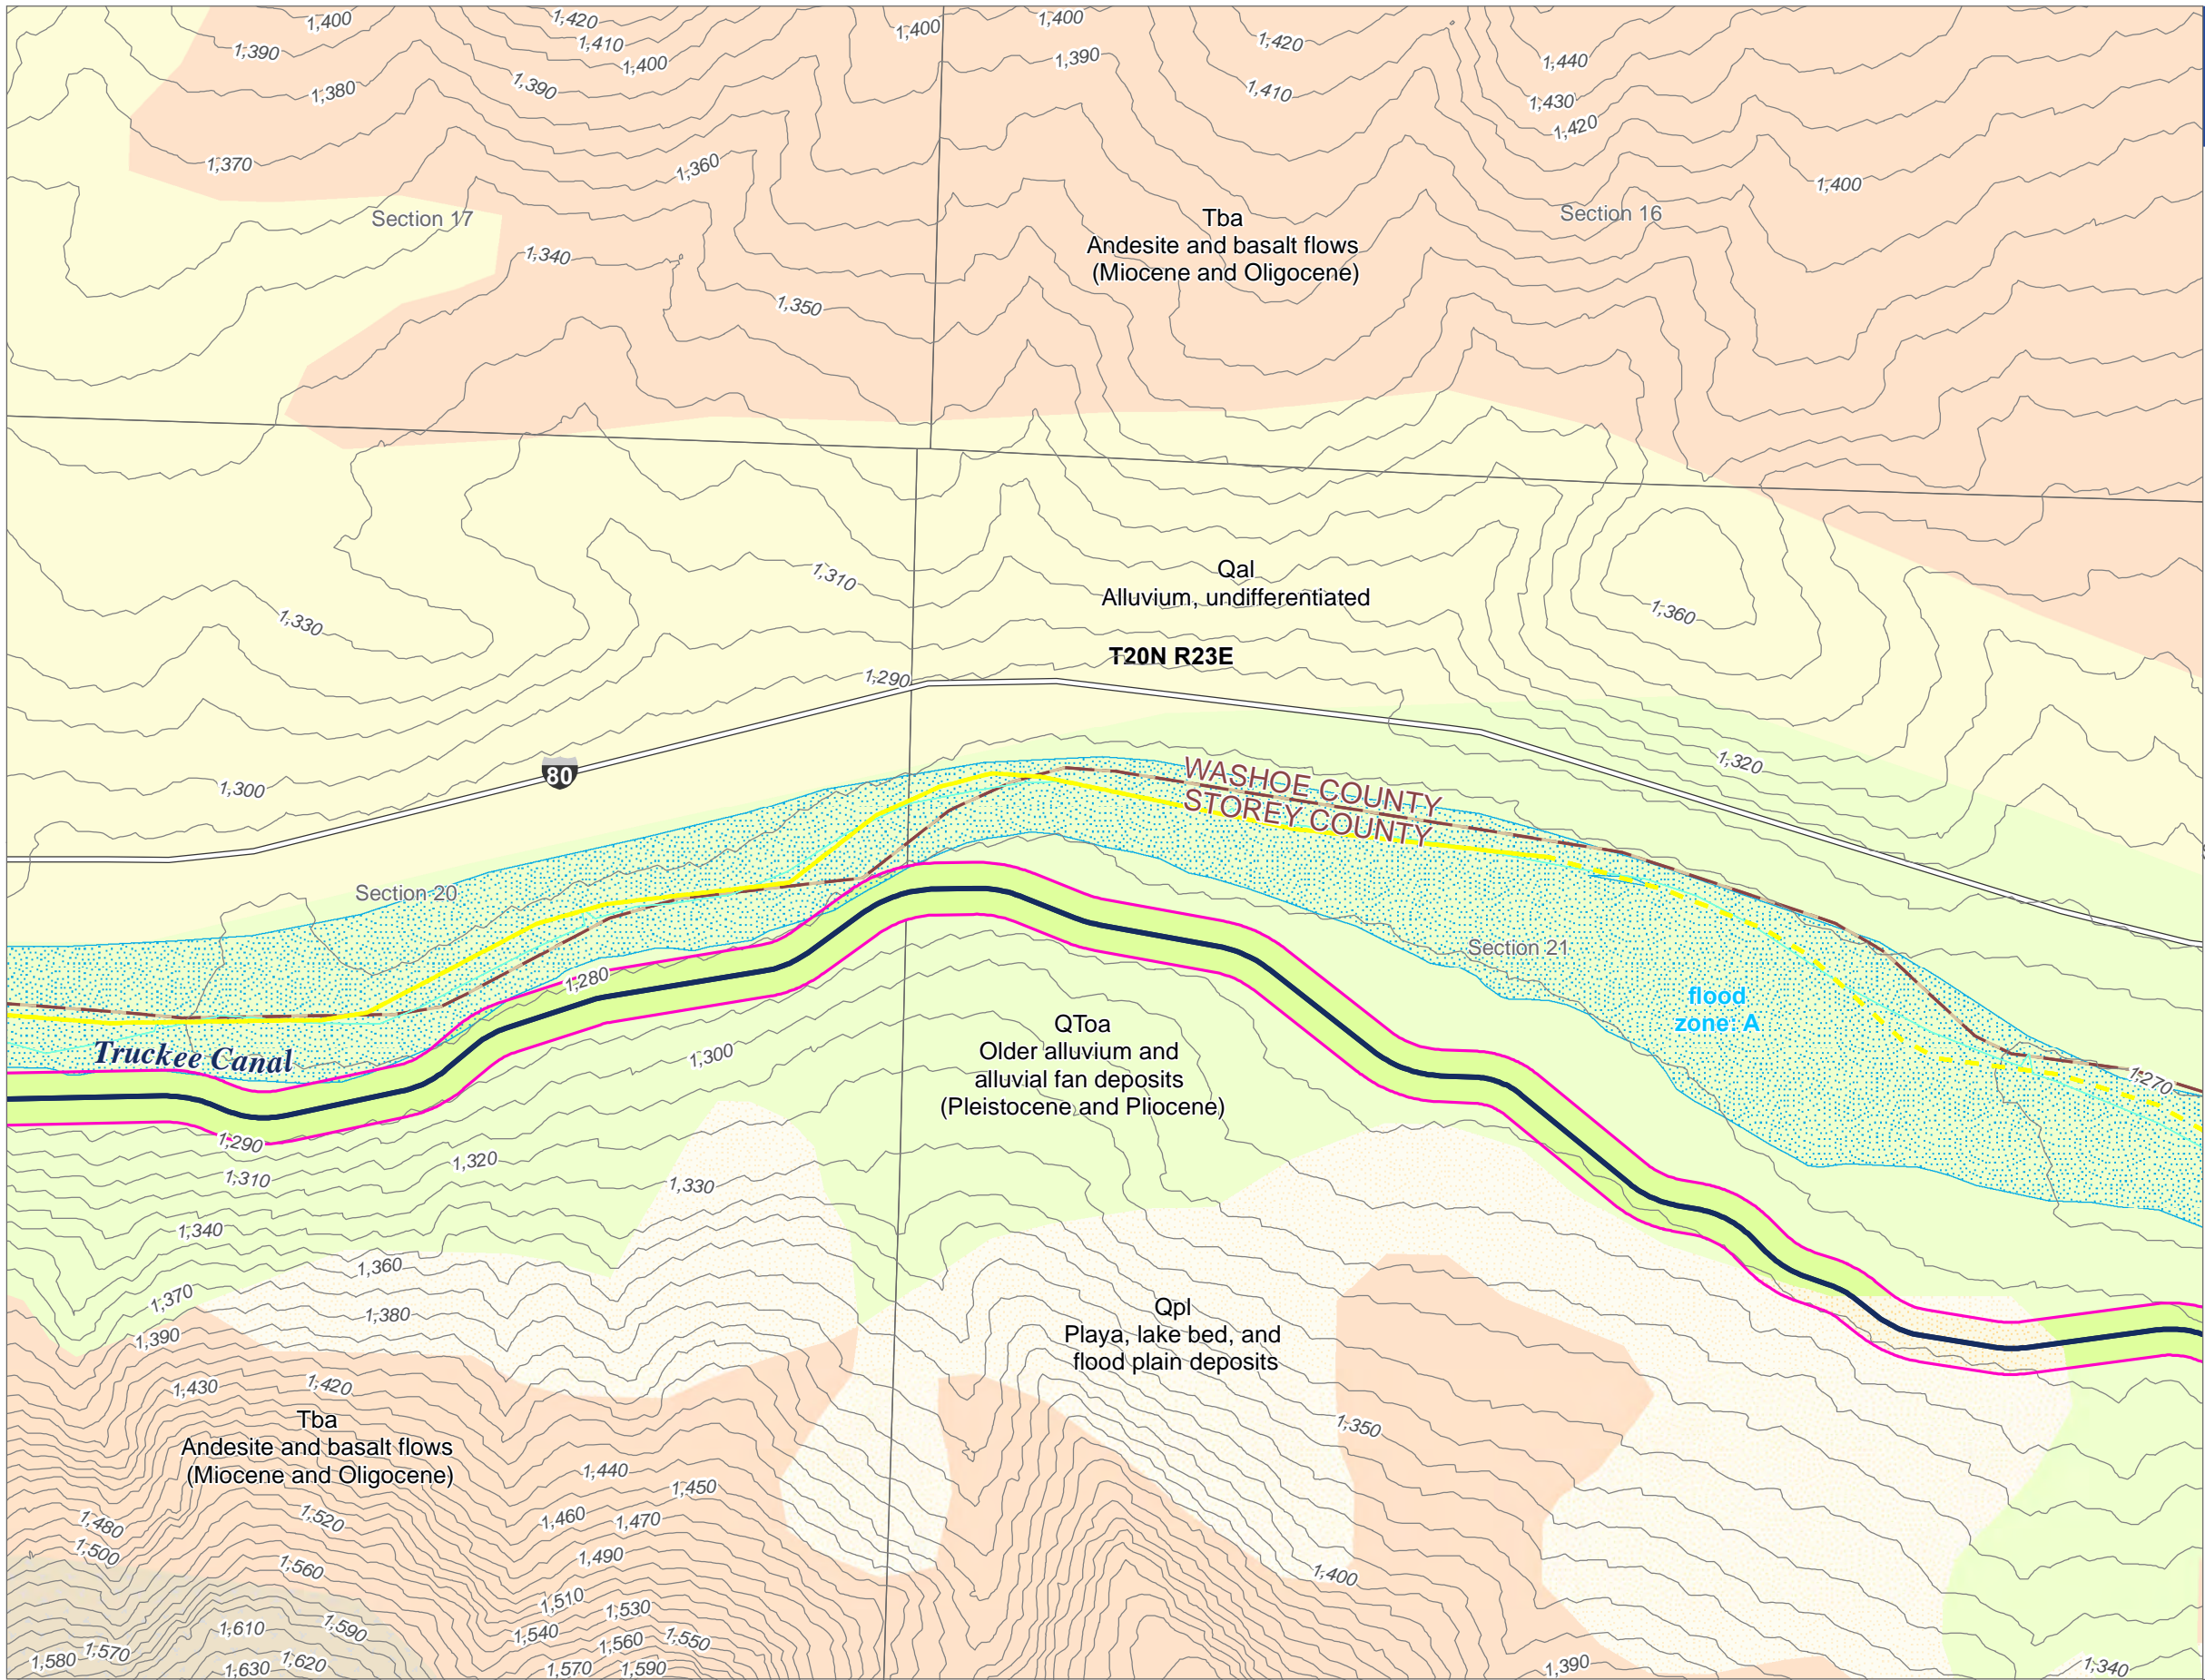 1,400
1,420
1,400
1,400
1,420
1,390
1,410
1,400
1,390
1,440
1,380
1,390
1,410
1,430
1,420
1,370
1,360
1,400
Section 17
Section 16
Tba
Andesite and basalt flows
(Miocene and Oligocene)
1,340
1,350
1,310
Qal
Alluvium, undifferentiated
1,330
1,360
T20N R23E
1,290
1,320
80
1,300
WASHOE COUNTY
STOREY COUNTY
Section 20
Section 21
1,280
flood
zone: A
Truckee Canal
QToa
Older alluvium and
alluvial fan deposits
(Pleistocene and Pliocene)
1,300
1,270
1,290
1,310
1,320
1,330
1,340
1,360
1,370
1,380
1,390
Qpl
Playa, lake bed, and
flood plain deposits
1,430
1,420
Tba
Andesite and basalt flows
(Miocene and Oligocene)
1,350
1,440
1,450
1,480
1,520
1,460
1,470
1,500
1,490
1,560
1,400
1,510
1,530
1,610
1,590
1,540
1,560
1,550
1,580
1,570
1,630
1,620
1,570
1,590
1,390
1,340